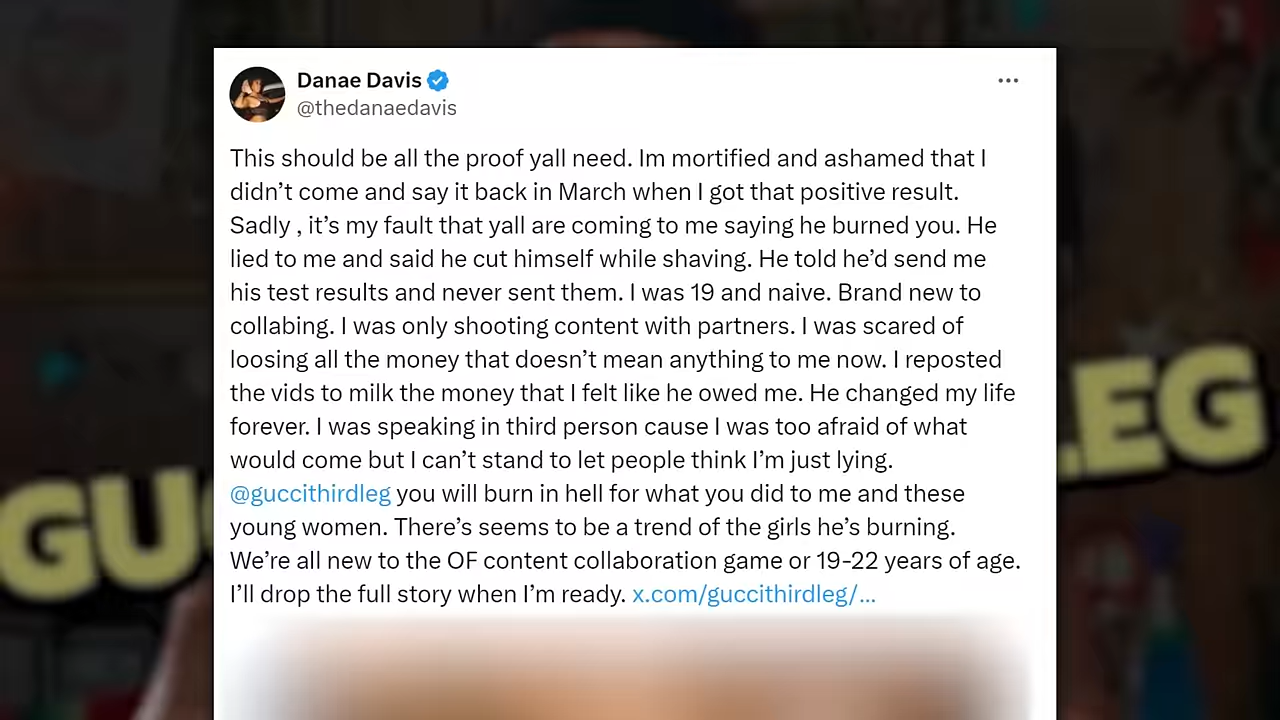 Danae Davis
@thedanaedavis
This should be all the proof yall need. Im mortified and ashamed that I
didn’t come and say it back in March when I got that positive result.
Sadly , it’s my fault that yall are coming to me saying he burned you. He
lied to me and said he cut himself while shaving. He told he’d send me
his test results and never sent them. I was 19 and naive. Brand new to
collabing. I was only shooting content with partners. I was scared of
loosing all the money that doesn’t mean anything to me now. I reposted
the vids to milk the money that I felt like he owed me. He changed my life
forever. I was speaking in third person cause I was too afraid of what
would come but I can’t stand to let people think I’m just lying.
@guccithirdleg you will burn in hell for what you did to me and these
young women. There’s seems to be a trend of the girls he’s burning.
We’re all new to the OF content collaboration game or 19-22 years of age.
I’ll drop the full story when I’m ready. x.com/guccithirdleg/...
GU
EG